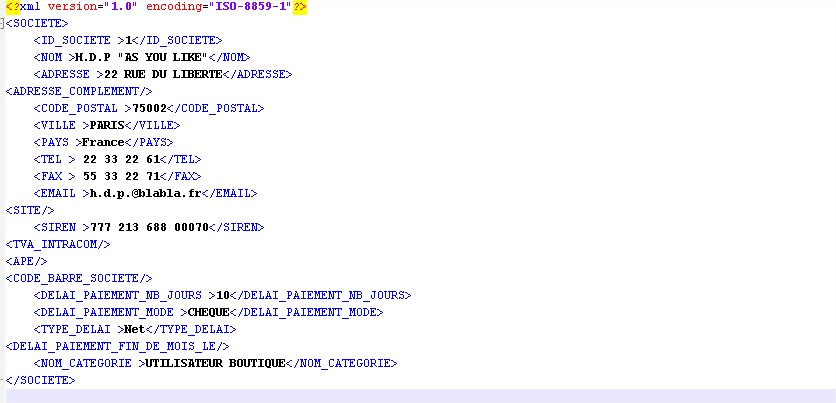 <?xml version="1.0" encoding="ISO-8859-1"?>
<SOCIETE>
<ID_SOCIETE >1</ID_SOCIETE>
<NOM >H.D.P "AS YOU LIKE"</NOM>
<ADRESSE >22 RUE DU LIBERTE</ADRESSE>
<ADRESSE_COMPLEMENT/>
<CODE_POSTAL >75002</CODE_POSTAL>
<VILLE >PARIS</VILLE>
<PAYS >France</PAYS>
<TEL > 22 33 22 61</TEL>
<FAX > 55 33 22 71</FAX>
<EMAIL >h.d.p.@blabla.fr</EMAIL>
<SITE/>
<SIREN >777 213 688 00070</SIREN>
<TVA_INTRACOM/>
<APE/>
<CODE_BARRE_SOCIETE/>
<DELAI_PAIEMENT_NB_JOURS >10</DELAI_PAIEMENT_NB_JOURS>
<DELAI_PAIEMENT_MODE >CHEQUE</DELAI_PAIEMENT_MODE>
<TYPE_DELAI >Net</TYPE_DELAI>
<DELAI_PAIEMENT_FIN_DE_MOIS_LE/>
<NOM_CATEGORIE >UTILISATEUR BOUTIQUE</NOM_CATEGORIE>
</SOCIETE>